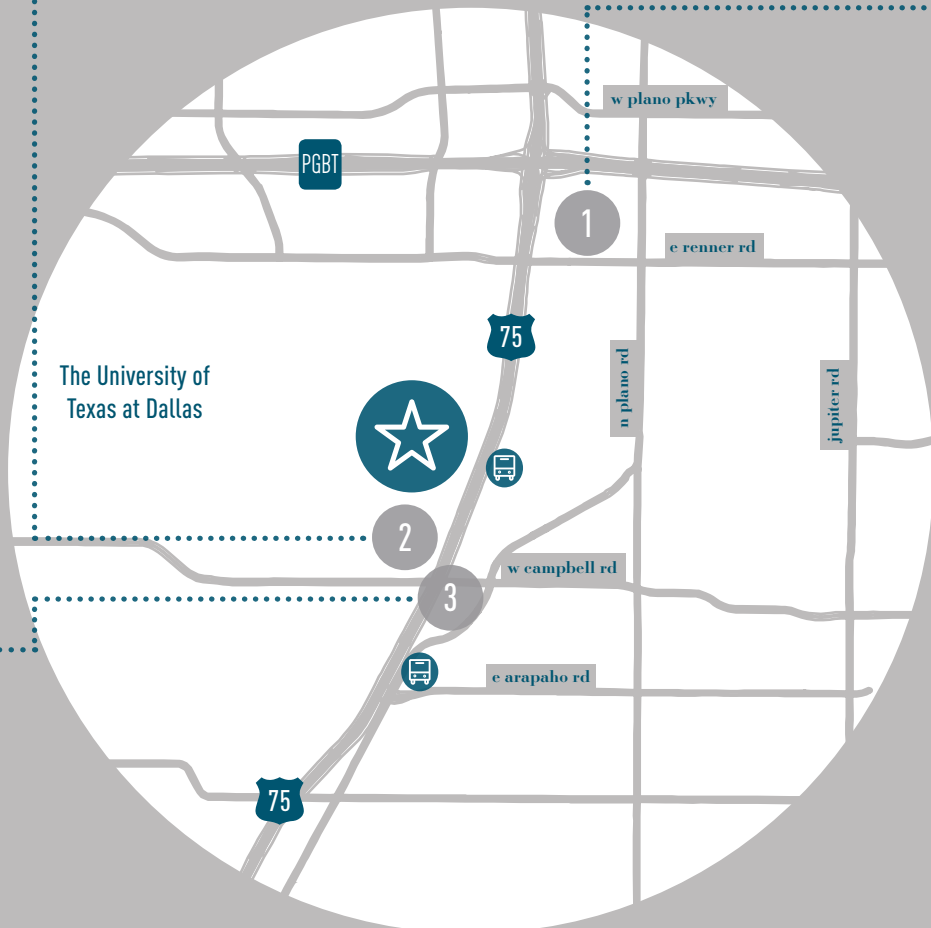 w plano pkwy
PGBT
1
e renner rd
75
n plano rd
jupiter rd
The University of
Texas at Dallas
2
w campbell rd
3
e arapaho rd
75